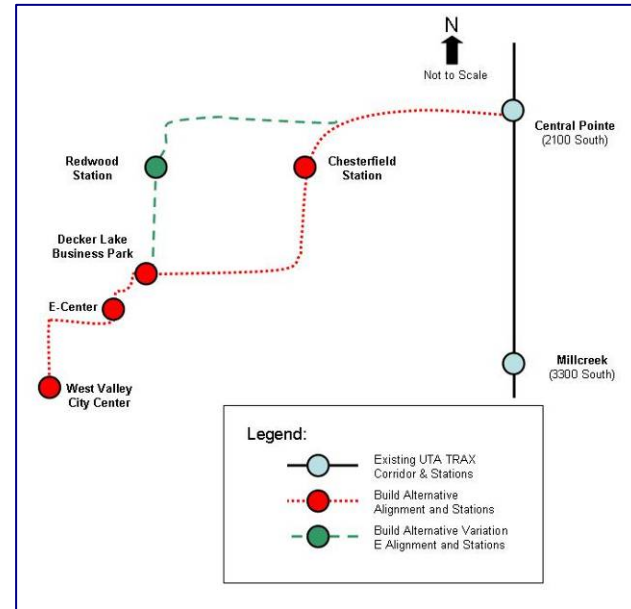 N
Not to Scale
Central Pointe
(2100 South)
Redwood
Station
Chesterfield
Station
Decker Lake
Business Park
E-Center
Millcreek
(3300 South)
West Valley
City Center
Legend:
Existing UTA TRAX
Corridor & Stations
Build Alternative
Alignment and Stations
Build Alternative Variation
E Alignment and Stations